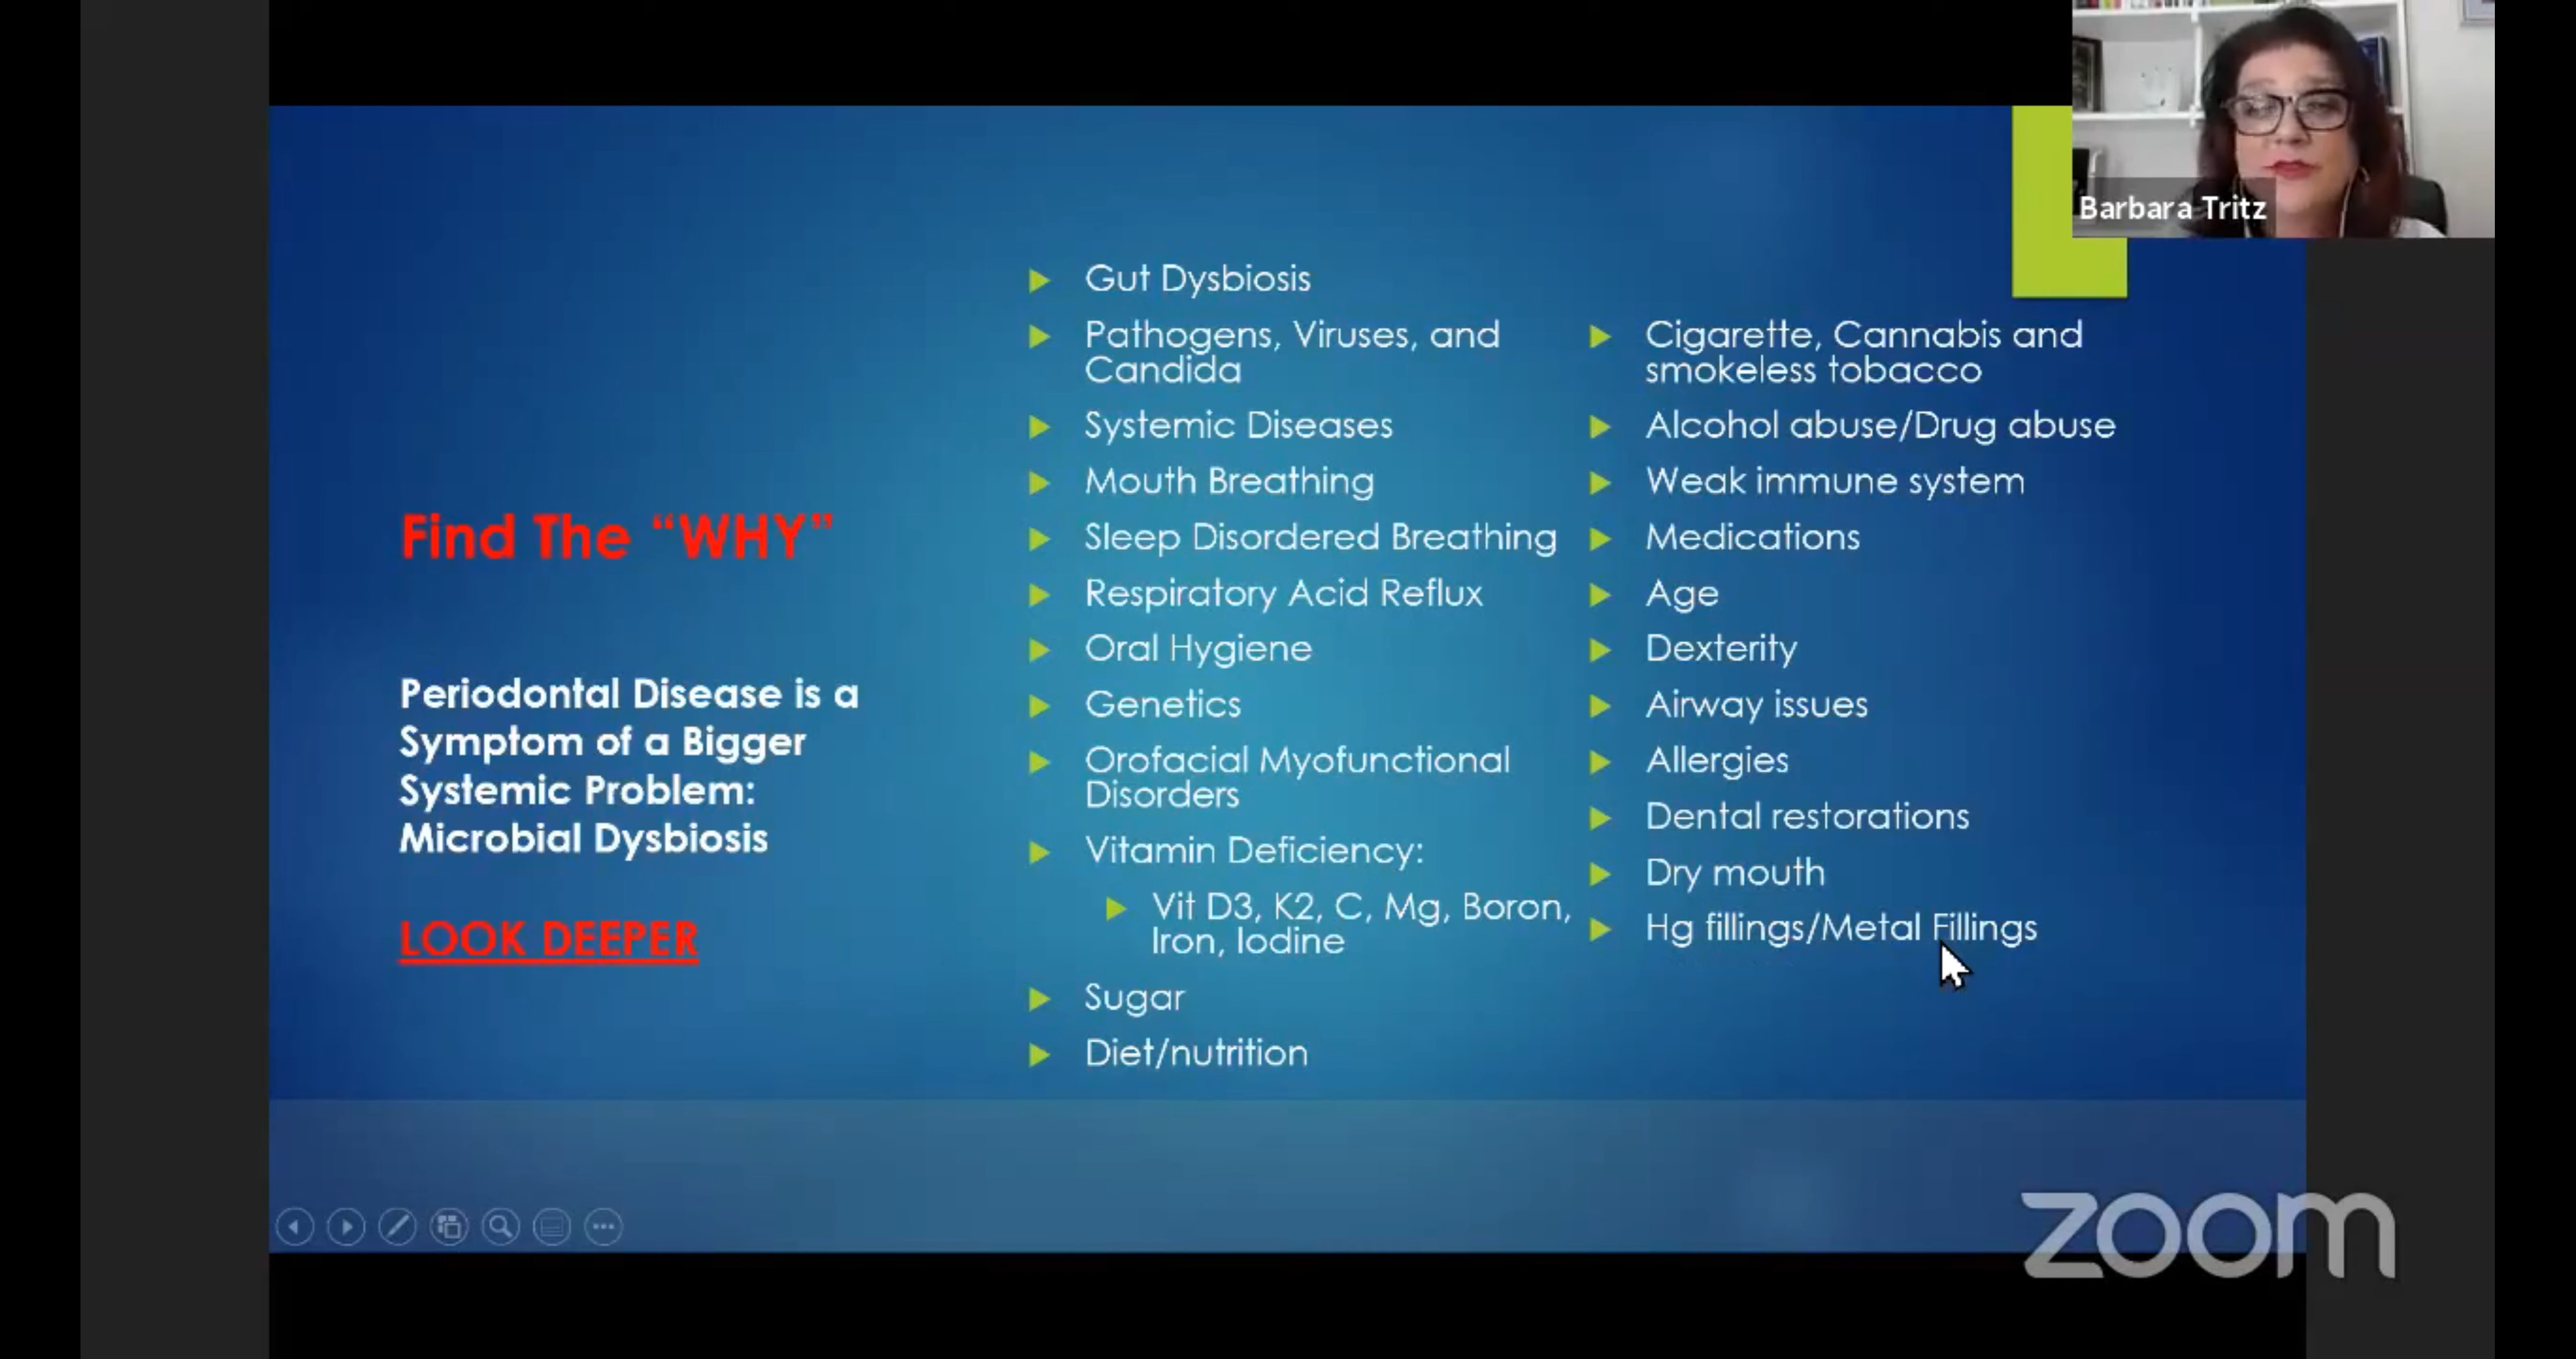 Barbara Tritz
Find The “WHY”
Periodontal Disease is a
Symptom of a Bigger
Systemic Problem:
Microbial Dysbiosis
LOOK DEEPER
Gut Dysbiosis
Pathogens, Viruses, and
Candida
Systemic Diseases
Mouth Breathing
Sleep Disordered Breathing
Respiratory Acid Reflux
Oral Hygiene
Genetics
Orofacial Myofunctional
Disorders
Vitamin Deficiency:
Vit D3, K2, C, Mg, Boron,
Iron, Iodine
Sugar
Diet/nutrition
Cigarette, Cannabis and
smokeless tobacco
Alcohol abuse/Drug abuse
Weak immune system
Medications
Age
Dexterity
Airway issues
Allergies
Dental restorations
Dry mouth
Hg fillings/Metal Fillings
zoom